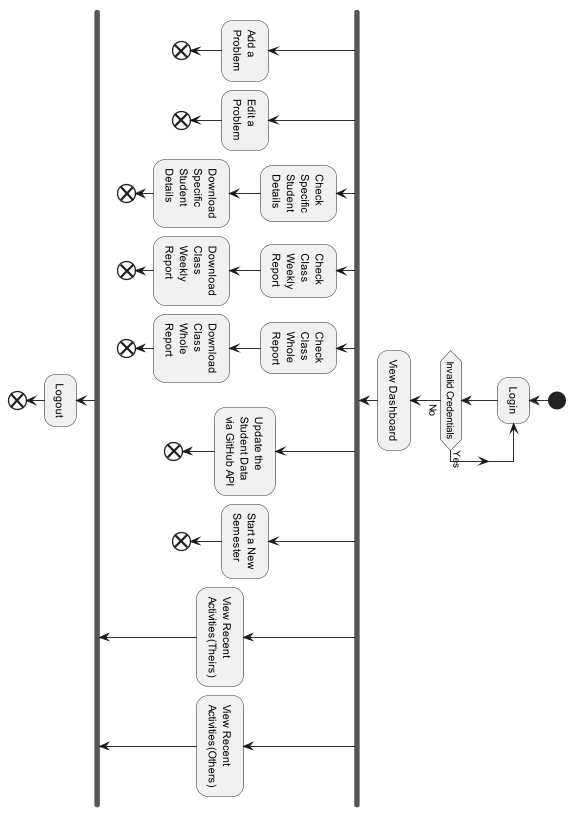 Login
Invalid Credentials
Yes
No
View Dashboard
Add a
Problem
Edit a
Problem
Check
Specific
Student
Details
Download
Specific
Student
Details
Check
Class
Weekly
Report
Download
Class
Weekly
Report
Check
Class
Whole
Report
Download
Class
Whole
Report
Update the
Student Data
via GitHub API
Start a New
Semester
View Recent
Activities(Theirs)
View Recent
Activities(Others)
Logout